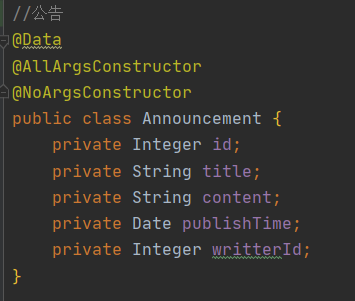 //公告
@Data
@AllArgsConstructor
@NoArgsConstructor
public class Announcement {
    private Integer id;
    private String title;
    private String content;
    private Date publishTime;
    private Integer writterId;
}